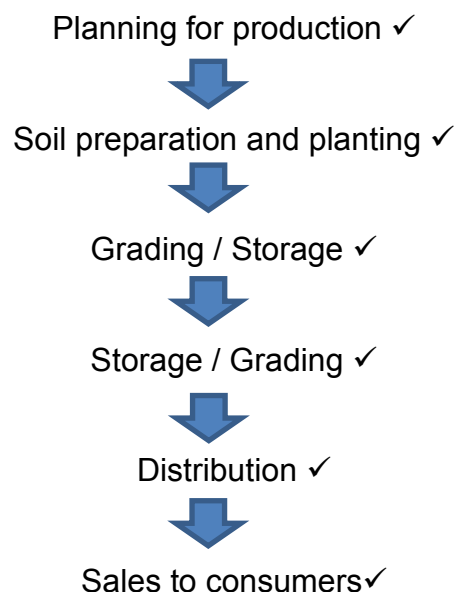 Planning for production ✓
Soil preparation and planting ✓
Grading / Storage ✓
Storage / Grading ✓
Distribution ✓
Sales to consumers✓